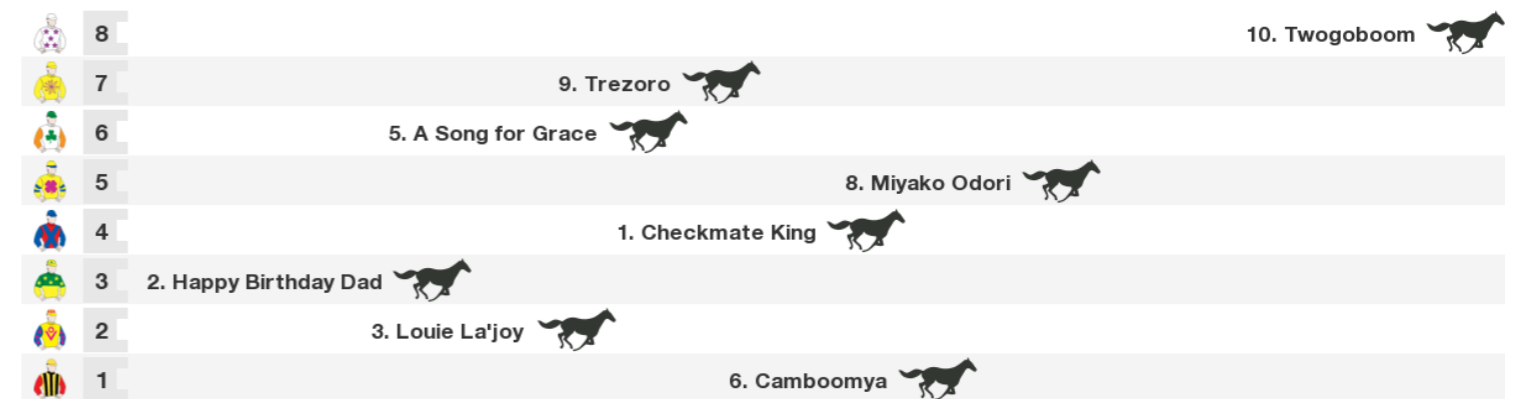 8 10. Twogoboom
7 9. Trezoro
6 5. A Song for Grace
5 8. Miyako Odori
4 1. Checkmate King
3 2. Happy Birthday Dad
2 3. Louie La'joy
1 6. Camboomya